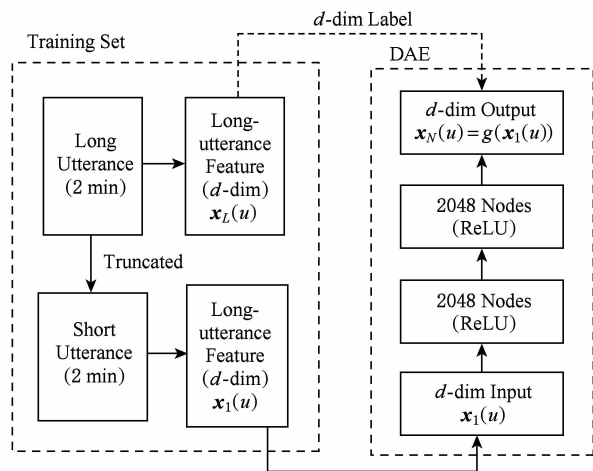 d-dim Label
Training Set
Long
Utterance
(2 min)
Long-
utterance
Feature
(d-dim)
x_L(u)
Truncated
Short
Utterance
(2 min)
Long-
utterance
Feature
(d-dim)
x_1(u)
DAE
d-dim Output
x_N(u)=g(x_1(u))
2048 Nodes
(ReLU)
2048 Nodes
(ReLU)
d-dim Input
x_1(u)